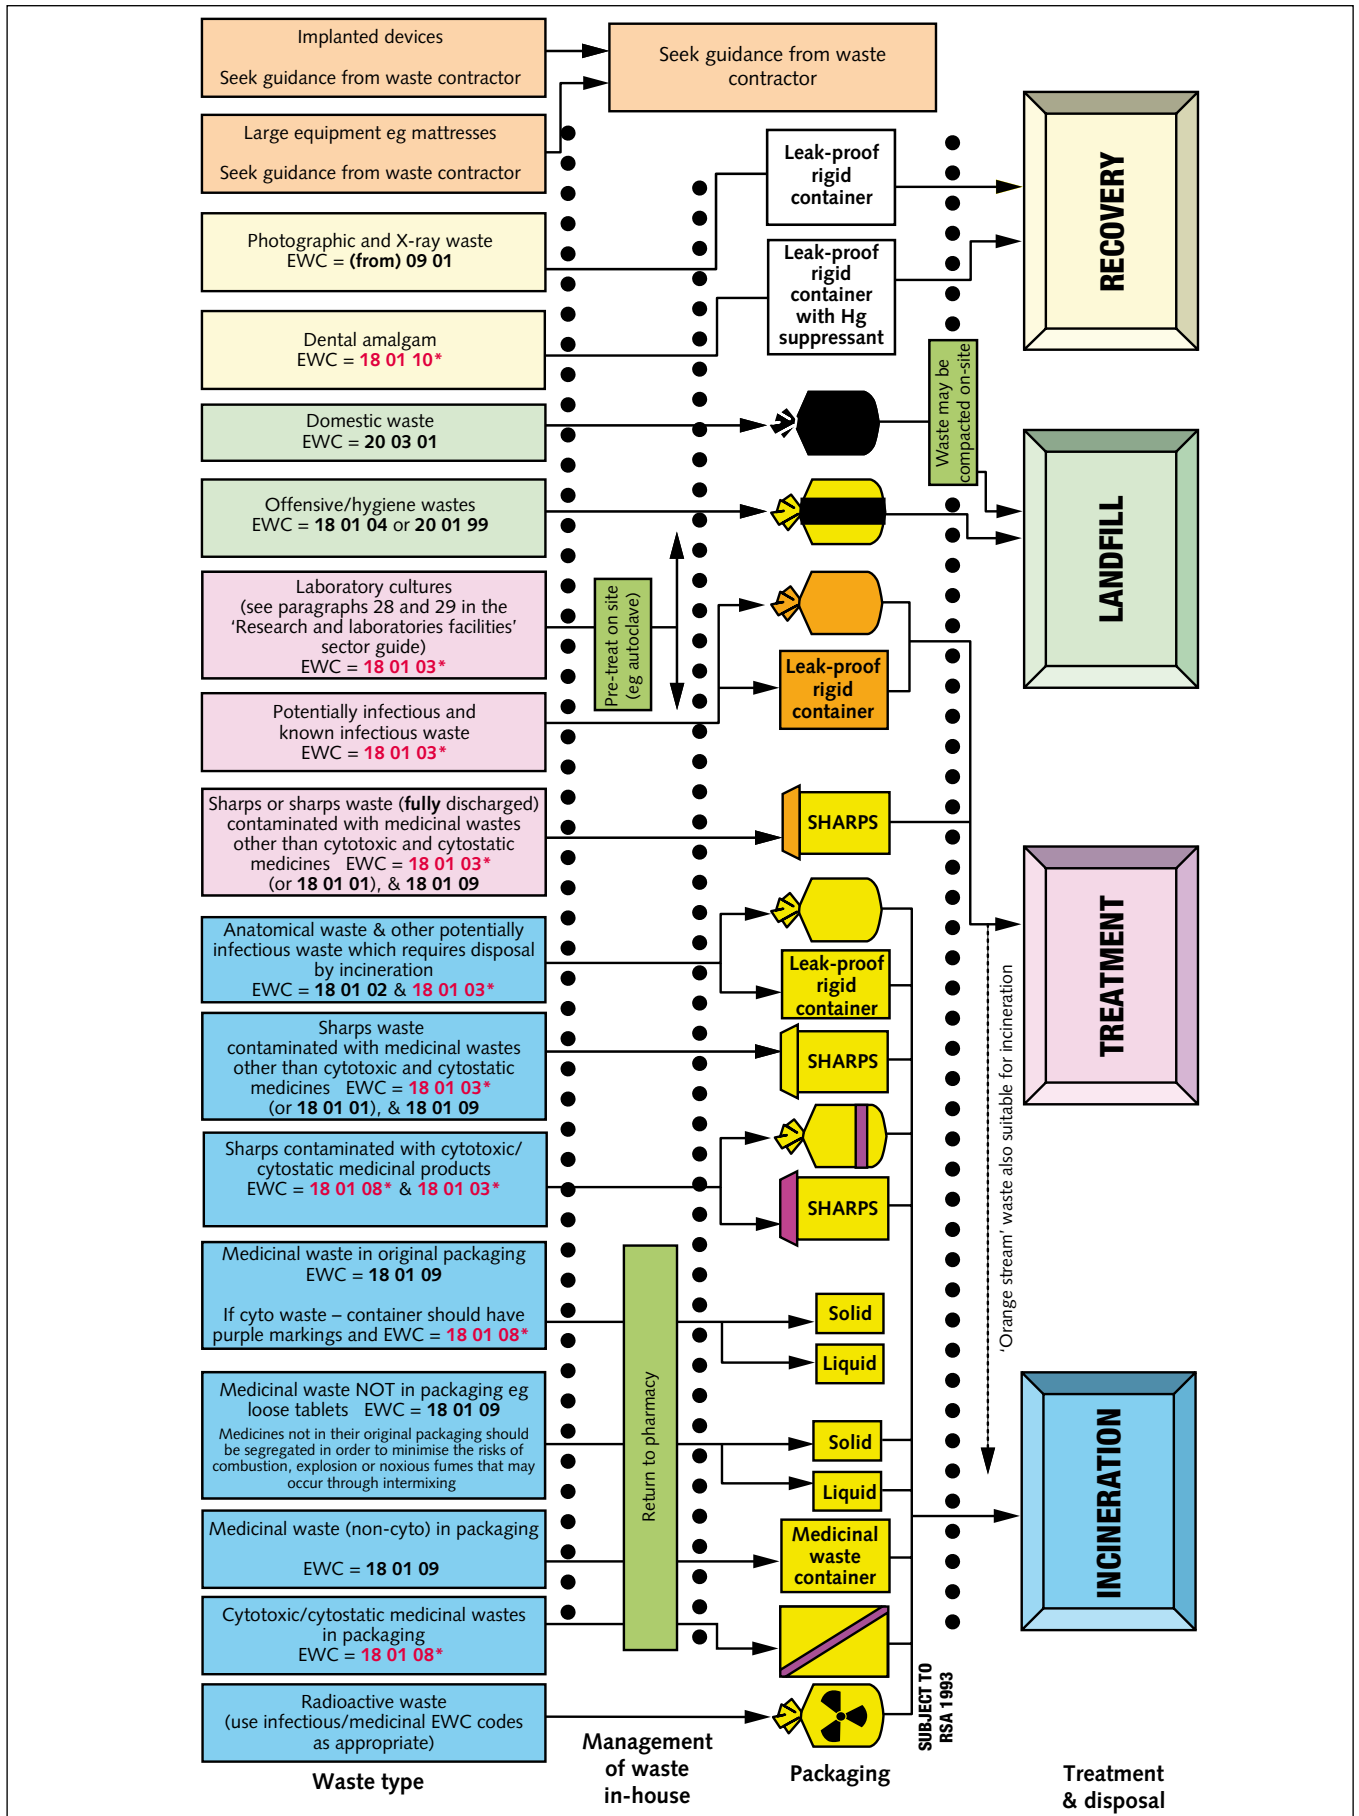 Implanted devices
Seek guidance from waste contractor
Seek guidance from waste
contractor
Large equipment eg mattresses
Seek guidance from waste contractor
Photographic and X-ray waste
EWC = (from) 09 01
Leak-proof
rigid
container
Dental amalgam
EWC = 18 01 10*
Leak-proof
rigid
container
with Hg
suppressant
RECOVERY
Domestic waste
EWC = 20 03 01
Waste may be
compacted on-site
Offensive/hygiene wastes
EWC = 18 01 04 or 20 01 99
LANDFILL
Laboratory cultures
(see paragraphs 28 and 29 in the
‘Research and laboratories facilities’
sector guide)
EWC = 18 01 03*
Pre-treat on site
(eg autoclave)
Leak-proof
rigid
container
Potentially infectious and
known infectious waste
EWC = 18 01 03*
Sharps or sharps waste (fully discharged)
contaminated with medicinal wastes
other than cytotoxic and cytostatic
medicines EWC = 18 01 03*
(or 18 01 01), & 18 01 09
SHARPS
TREATMENT
Anatomical waste & other potentially
infectious waste which requires disposal
by incineration
EWC = 18 01 02 & 18 01 03*
Leak-proof
rigid
container
Sharps waste
contaminated with medicinal wastes
other than cytotoxic and cytostatic
medicines EWC = 18 01 03*
(or 18 01 01), & 18 01 09
SHARPS
‘Orange stream’ waste also suitable for incineration
Sharps contaminated with cytotoxic/
cytostatic medicinal products
EWC = 18 01 08* & 18 01 03*
SHARPS
Medicinal waste in original packaging
EWC = 18 01 09
If cyto waste – container should have
purple markings and EWC = 18 01 08*
Return to pharmacy
Solid
Liquid
Medicinal waste NOT in packaging eg
loose tablets EWC = 18 01 09
Medicines not in their original packaging should
be segregated in order to minimise the risks of
combustion, explosion or noxious fumes that may
occur through intermixing
Solid
Liquid
INCINERATION
Medicinal waste (non-cyto) in packaging
EWC = 18 01 09
Medicinal
waste
container
Cytotoxic/cytostatic medicinal wastes
in packaging
EWC = 18 01 08*
Radioactive waste
(use infectious/medicinal EWC codes
as appropriate)
SUBJECT TO
RSA 1993
Waste type
Management
of waste
in-house
Packaging
Treatment
& disposal